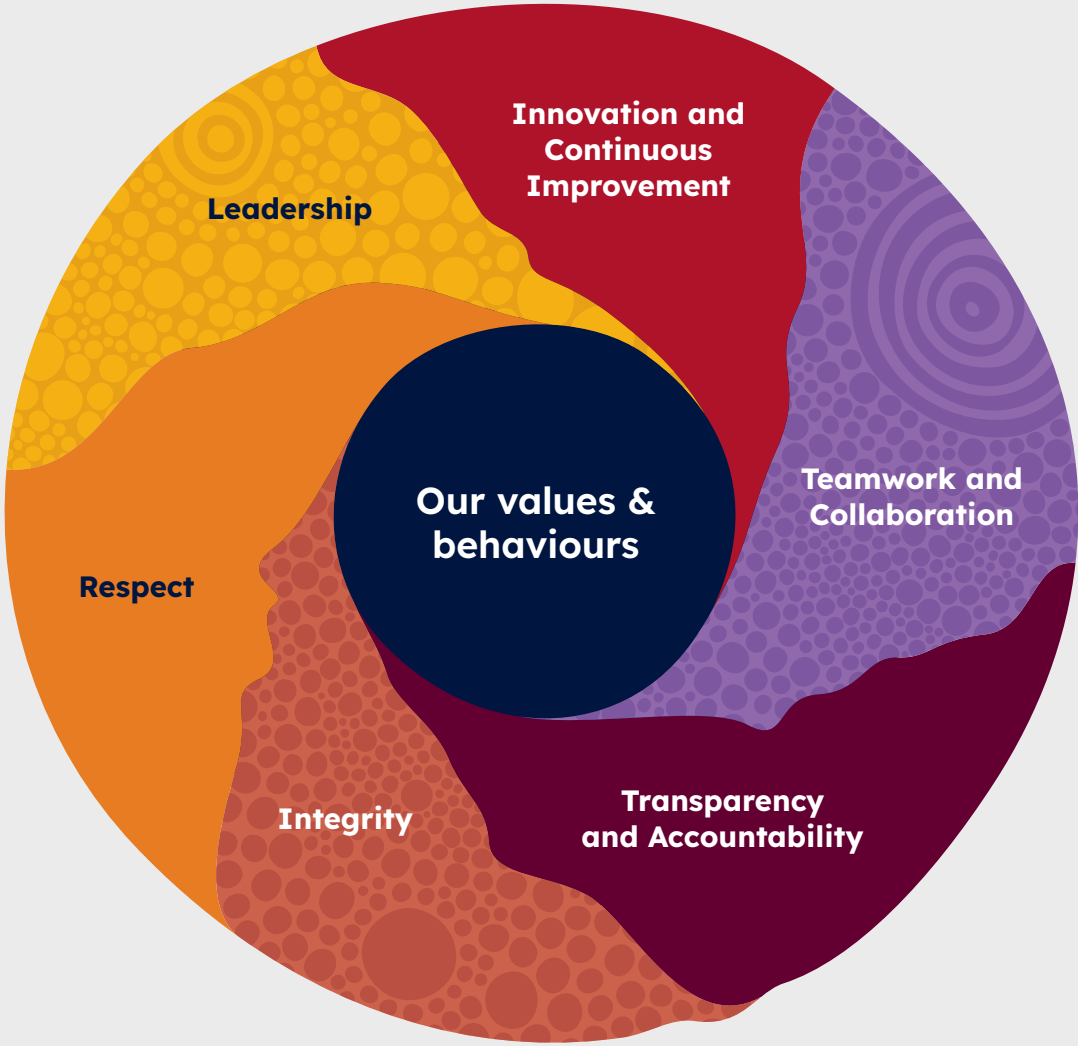 Innovation and
Continuous
Improvement
Leadership
Teamwork and
Collaboration
Our values &
behaviours
Respect
Integrity
Transparency
and Accountability